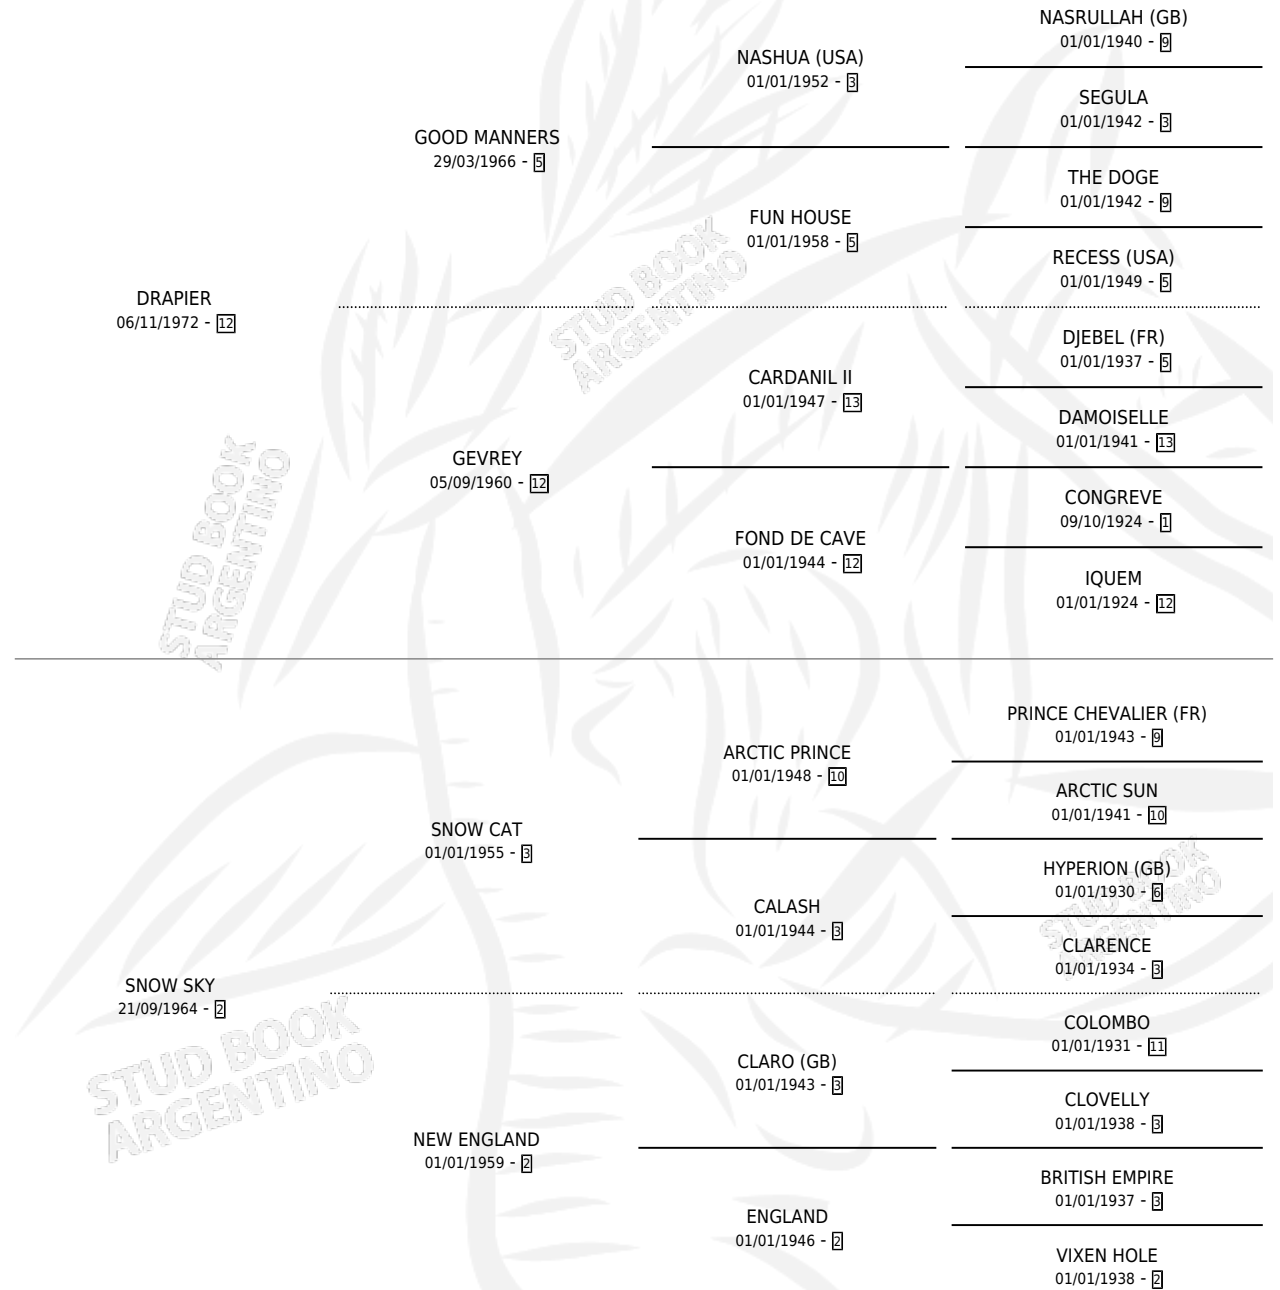 NASRULLAH (GB)
01/01/1940 - 9
NASHUA (USA)
01/01/1952 - 3
SEGULA
01/01/1942 - 3
GOOD MANNERS
29/03/1966 - 5
THE DOGE
01/01/1942 - 9
FUN HOUSE
01/01/1958 - 5
RECESS (USA)
01/01/1949 - 5
DRAPIER
06/11/1972 - 12
DJEBEL (FR)
01/01/1937 - 5
CARDANIL II
01/01/1947 - 13
DAMOISELLE
01/01/1941 - 13
GEVREY
05/09/1960 - 12
CONGREVE
09/10/1924 - 1
FOND DE CAVE
01/01/1944 - 12
IQUEM
01/01/1924 - 12
PRINCE CHEVALIER (FR)
01/01/1943 - 9
ARCTIC PRINCE
01/01/1948 - 10
ARCTIC SUN
01/01/1941 - 10
SNOW CAT
01/01/1955 - 3
HYPERION (GB)
01/01/1930 - 6
CALASH
01/01/1944 - 3
CLARENCE
01/01/1934 - 3
SNOW SKY
21/09/1964 - 2
COLOMBO
01/01/1931 - 11
CLARO (GB)
01/01/1943 - 3
CLOVELLY
01/01/1938 - 3
NEW ENGLAND
01/01/1959 - 2
BRITISH EMPIRE
01/01/1937 - 3
ENGLAND
01/01/1946 - 2
VIXEN HOLE
01/01/1938 - 2
STUD BOOK
ARGENTINO
STUD BOOK
ARGENTINO
STUD BOOK
ARGENTINO
STUD BOOK
ARGENTINO